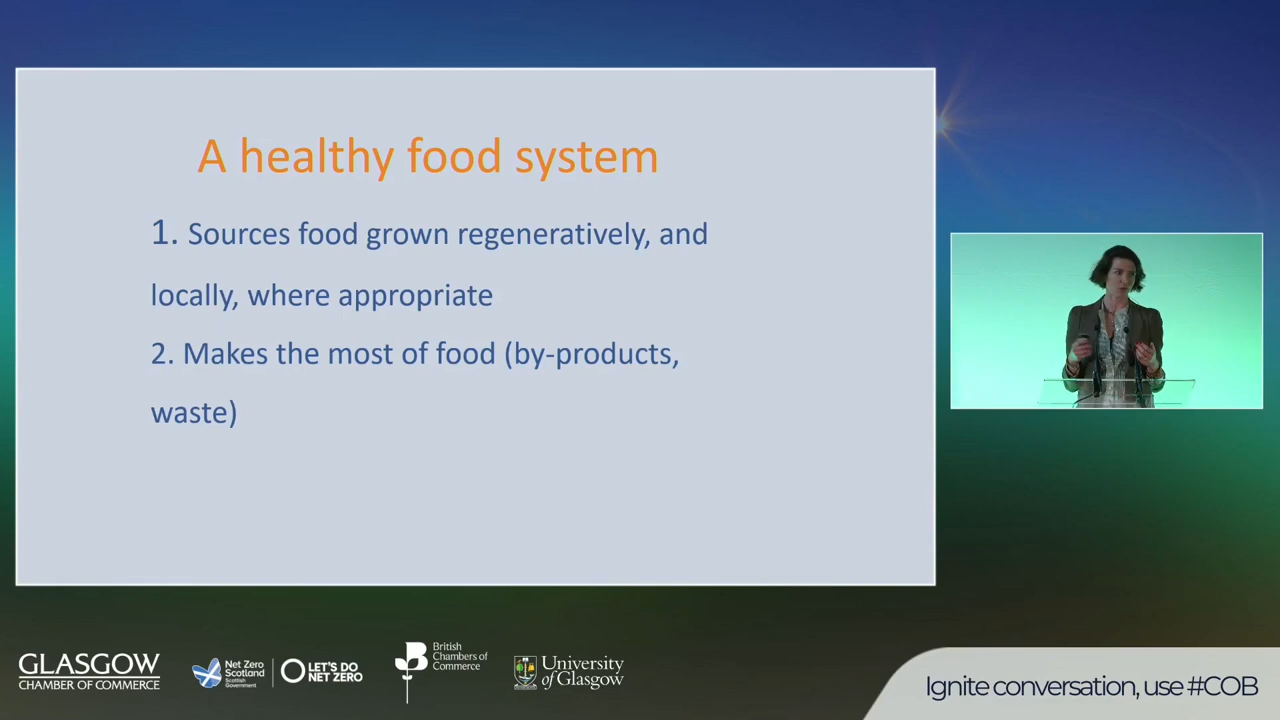 A healthy food system
1. Sources food grown regeneratively, and
locally, where appropriate
2. Makes the most of food (by-products,
waste)
GLASGOW
CHAMBER OF COMMERCE
Net Zero
Scotland
Scottish
Government
LET'S DO
NET ZERO
British
Chambers of
Commerce
University
of Glasgow
Ignite conversation, use #COB